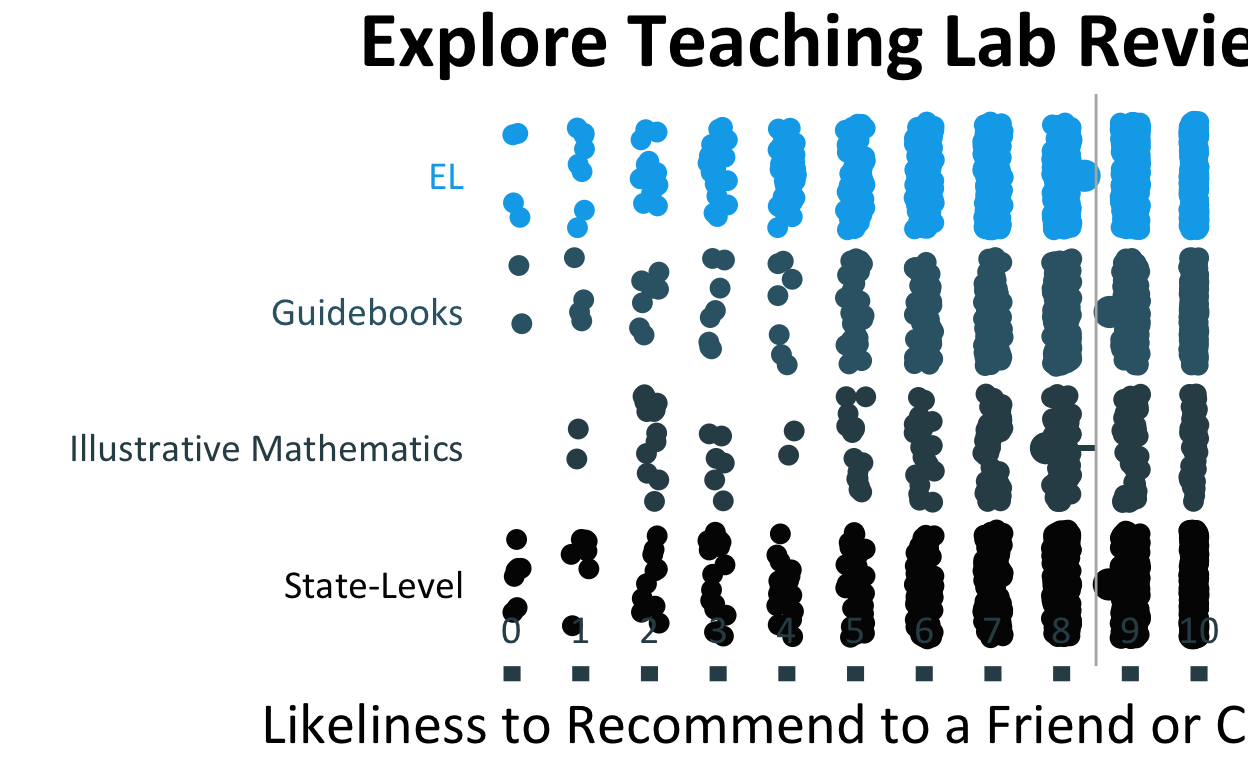 Explore Teaching Lab Revie
EL
Guidebooks
Illustrative Mathematics
State-Level
0 1 2 3 4 5 6 7 8 9 10
Likeliness to Recommend to a Friend or C